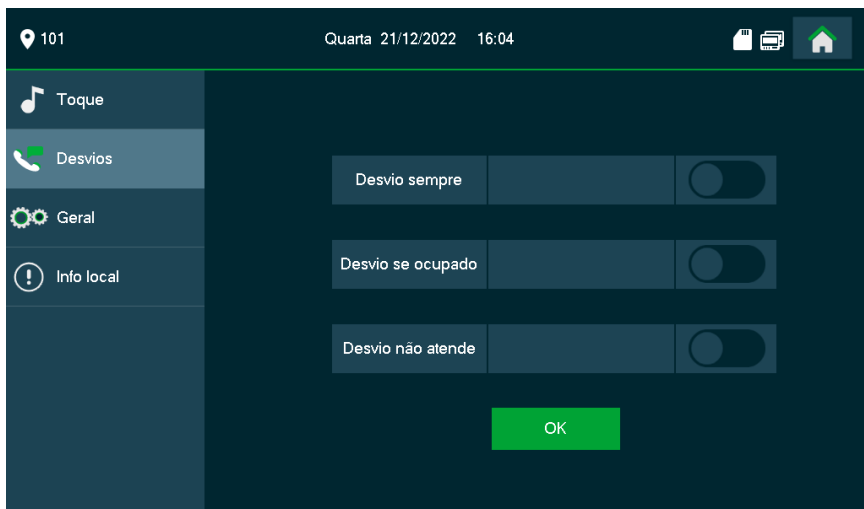 101
Quarta 21/12/2022 16:04
Toque
Desvios
Geral
Info local
Desvio sempre
Desvio se ocupado
Desvio não atende
OK